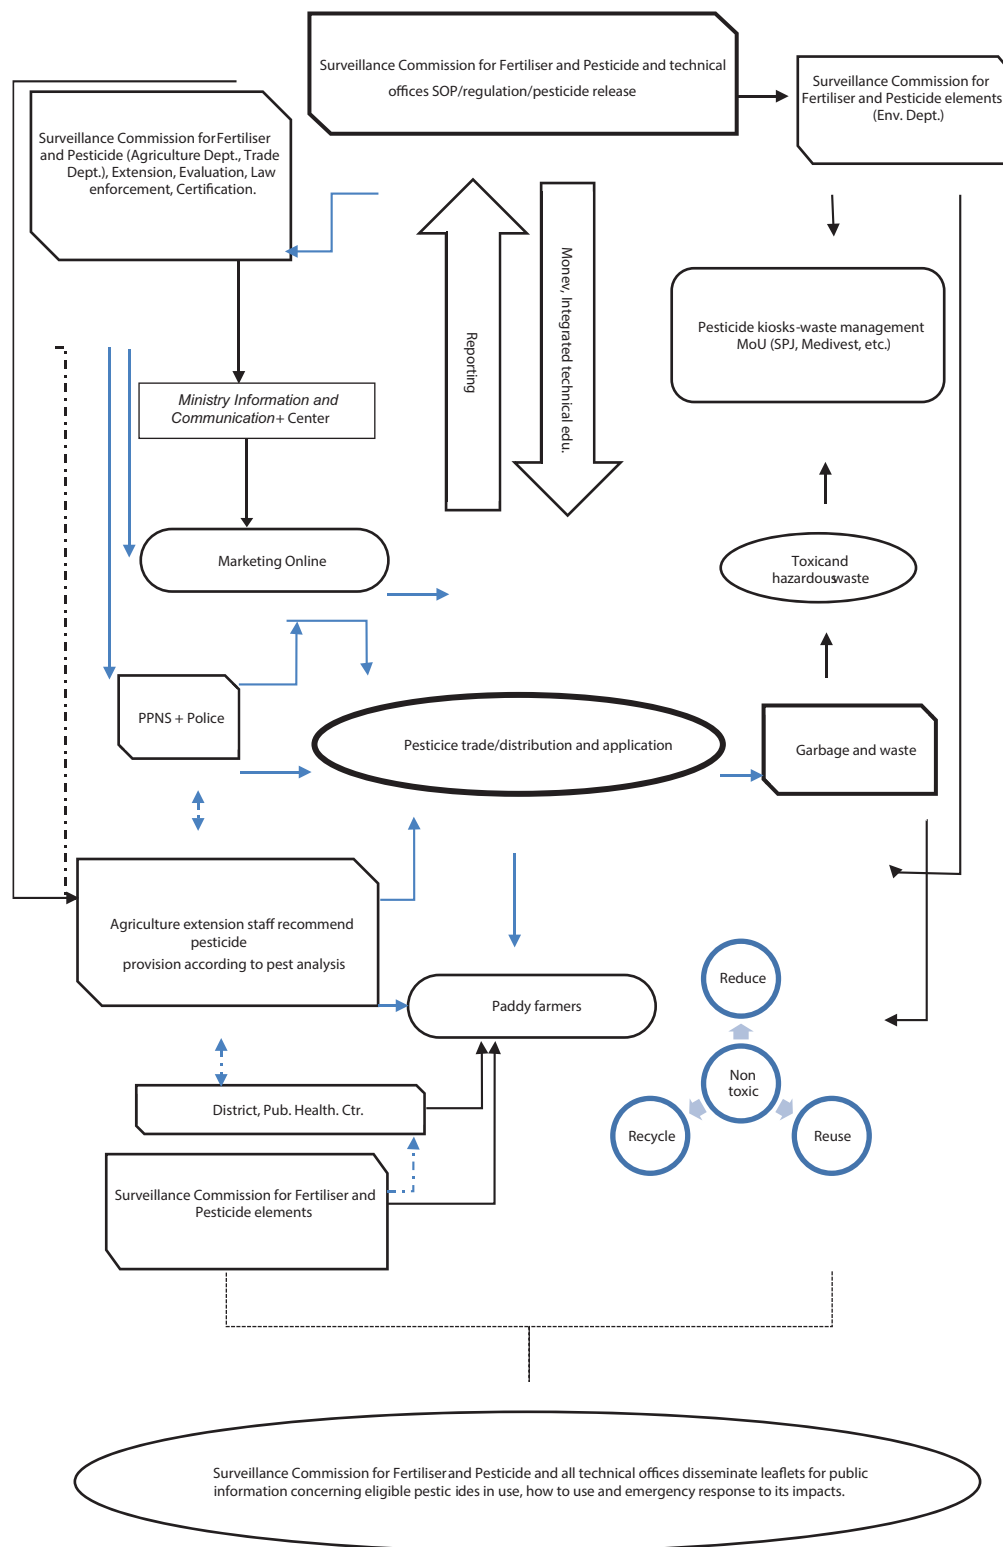 Surveillance Commission for Fertiliser and Pesticide and technical
offices SOP/regulation/pesticide release
Surveillance Commission for
Fertiliser and Pesticide elements
(Env. Dept.)
Surveillance Commission for Fertiliser
and Pesticide (Agriculture Dept., Trade
Dept.), Extension, Evaluation, Law
enforcement, Certification.
Reporting
Monev, Integrated technical edu.
Pesticide kiosks-waste management
MoU (SPJ, Medivest, etc.)
Ministry Information and
Communication + Center
Marketing Online
Toxicand
hazardouswaste
PPNS + Police
Pesticice trade/distribution and application
Garbage and waste
Agriculture extension staff recommend
pesticide
provision according to pest analysis
Paddy farmers
Reduce
Non
toxic
Recycle
Reuse
District, Pub. Health. Ctr.
Surveillance Commission for Fertiliser and
Pesticide elements
Surveillance Commission for Fertiliser and Pesticide and all technical offices disseminate leaflets for public
information concerning eligible pestic ides in use, how to use and emergency response to its impacts.